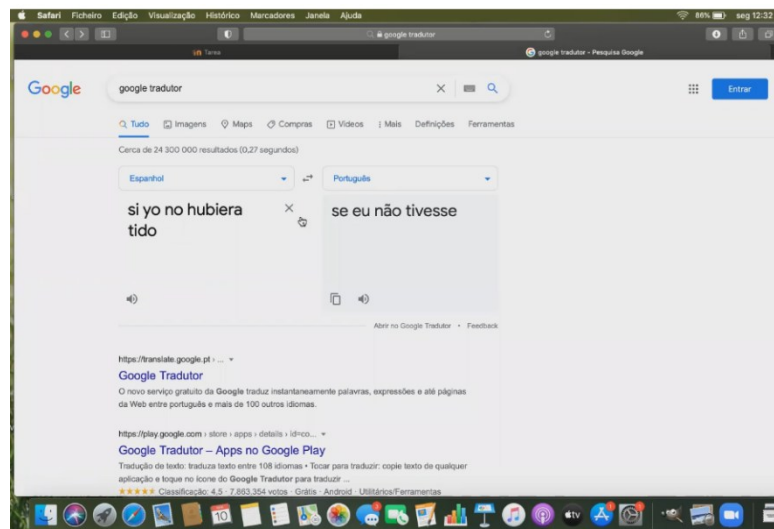 Safari Ficheiro Edição Visualização Histórico Marcadores Janela Ajuda 86% seg 12:32
google tradutor
Tarea google tradutor - Pesquisa Google
Google google tradutor Entrar
Tudo Imagens Maps Compras Vídeos Mais Definições Ferramentas
Cerca de 24 300 000 resultados (0,27 segundos)
Espanhol Português
si yo no hubiera se eu não tivesse
tido
Abrir no Google Tradutor • Feedback
https://translate.google.pt › ...
Google Tradutor
O novo serviço gratuito da Google traduz instantaneamente palavras, expressões e até páginas
da Web entre português e mais de 100 outros idiomas.
https://play.google.com › store › apps › details › id=co...
Google Tradutor – Apps no Google Play
Tradução de texto: traduza texto entre 108 idiomas • Tocar para traduzir: copie texto de qualquer
aplicação e toque no ícone do Google Tradutor para traduzir ...
Classificação: 4,5 · 7.863.354 votos · Grátis · Android · Utilitários/Ferramentas
10
tv